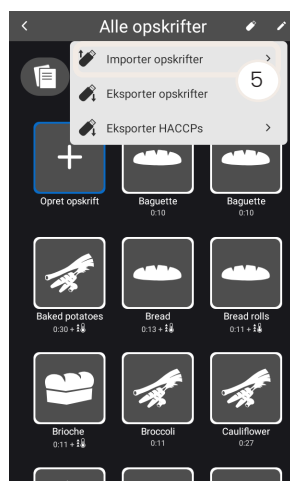 Alle opskrifter
Importer opskrifter
5
Eksporter opskrifter
Eksporter HACCPs
Opret opskrift
Baguette
0:10
Baguette
0:10
Baked potatoes
0:30 +
Bread
0:13 +
Bread rolls
0:11 +
Brioche
0:11 +
Broccoli
0:11
Cauliflower
0:27